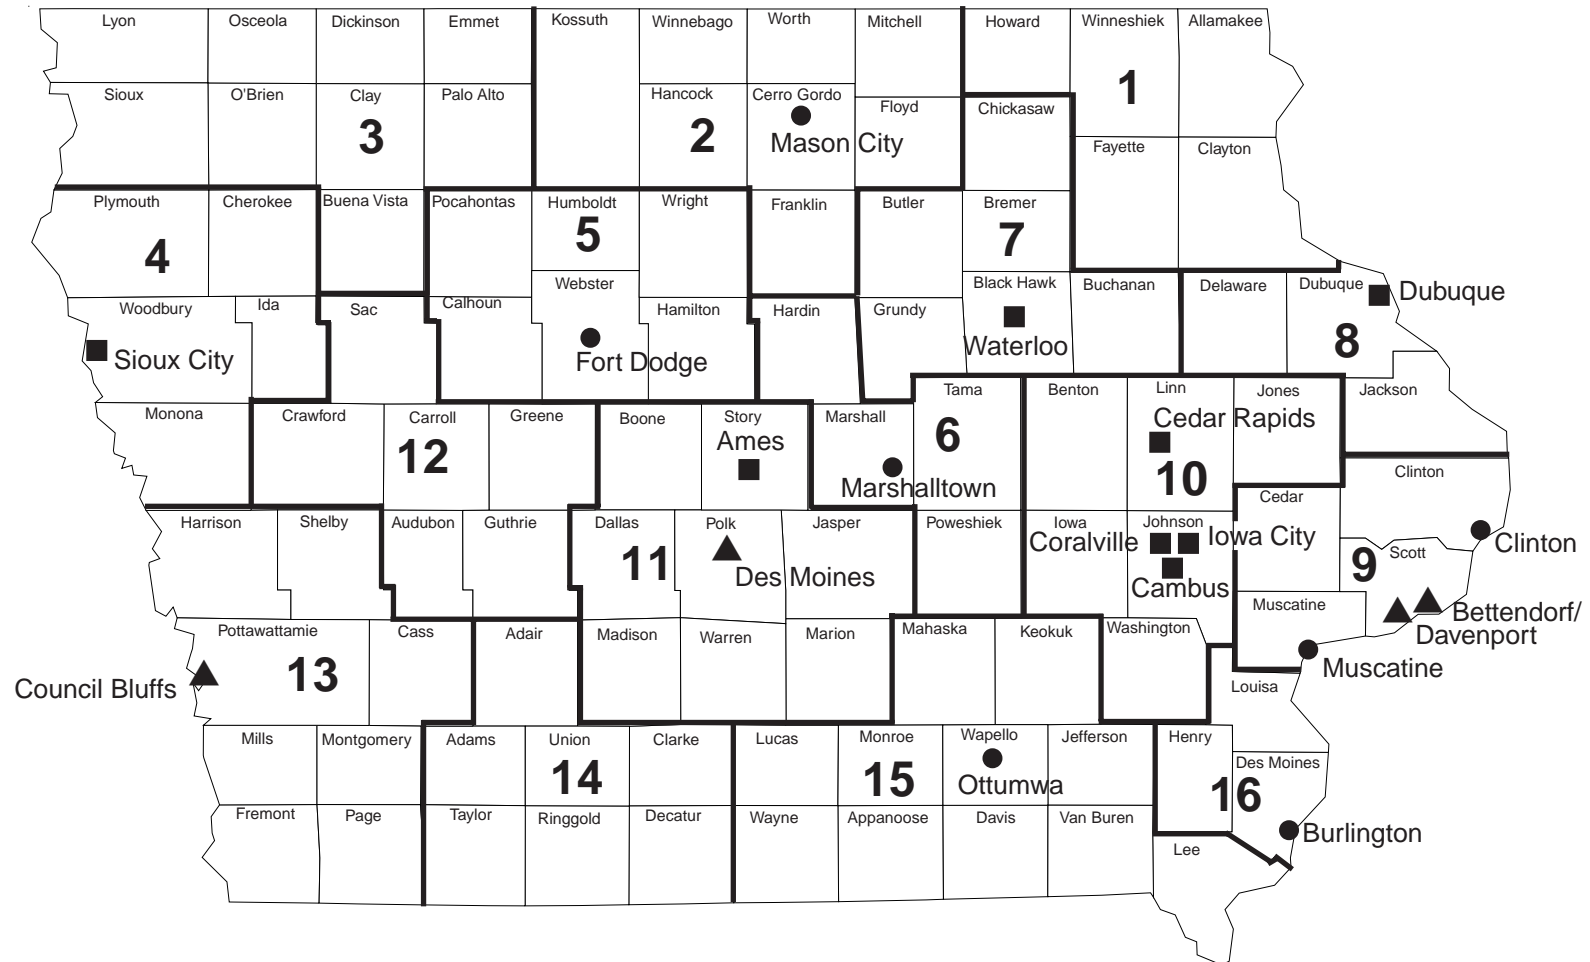 Lyon
Osceola
Dickinson
Emmet
Kossuth
Winnebago
Worth
Mitchell
Howard
Winneshiek
Allamakee
Sioux
O'Brien
Clay
Palo Alto
Hancock
Cerro Gordo
Floyd
Chickasaw
1
3
2
Mason City
Fayette
Clayton
Plymouth
Cherokee
Buena Vista
Pocahontas
Humboldt
Wright
Franklin
Butler
Bremer
4
5
7
Woodbury
Ida
Sac
Calhoun
Webster
Hamilton
Hardin
Grundy
Black Hawk
Buchanan
Delaware
Dubuque
Dubuque
Sioux City
Fort Dodge
Waterloo
8
Monona
Crawford
Carroll
Greene
Boone
Story
Marshall
Tama
Benton
Linn
Jones
Jackson
12
Ames
6
Cedar Rapids
Marshalltown
10
Clinton
Harrison
Shelby
Audubon
Guthrie
Dallas
Polk
Jasper
Poweshiek
Iowa
Johnson
Cedar
11
Des Moines
Coralville
Iowa City
Cambus
Scott
9
Clinton
Muscatine
Bettendorf/
Davenport
Pottawattamie
Cass
Adair
Madison
Warren
Marion
Mahaska
Keokuk
Washington
Muscatine
Council Bluffs
13
Louisa
Mills
Montgomery
Adams
Union
Clarke
Lucas
Monroe
Wapello
Jefferson
Henry
Des Moines
14
15
Ottumwa
16
Fremont
Page
Taylor
Ringgold
Decatur
Wayne
Appanoose
Davis
Van Buren
Lee
Burlington